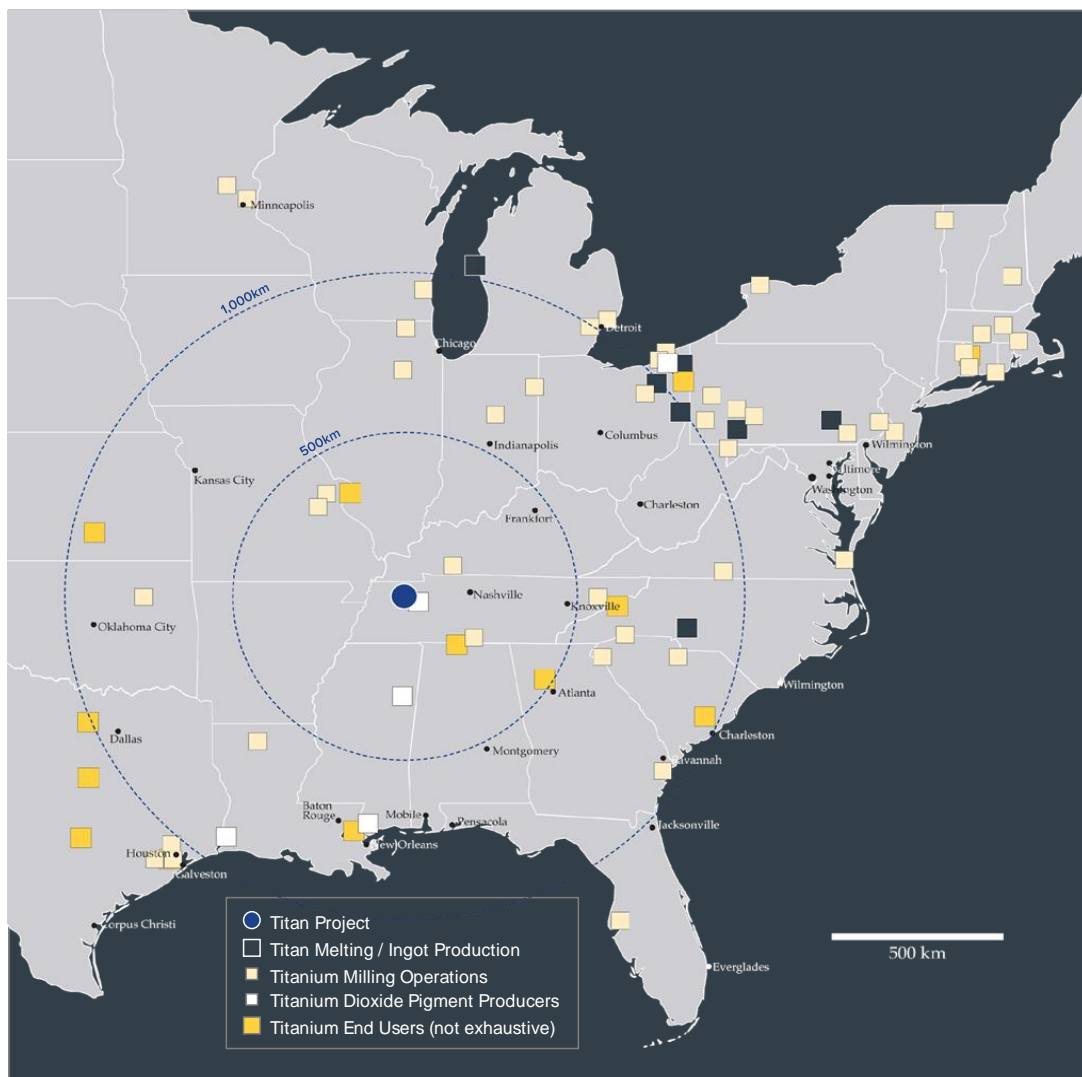 Minneapolis
1,000km
Detroit
Chicago
500km
Indianapolis
Columbus
Wilmington
Kansas City
ltimore
Washington
Charleston
Frankfort
Nashville
Knoxville
Oklahoma City
Wilmington
Atlanta
Dallas
Charleston
Montgomery
Savannah
Baton
Rouge
Mobile
Pensacola
Jacksonville
New Orleans
Houston
Galveston
Corpus Christi
Everglades
Titan Project
Titan Melting / Ingot Production
Titanium Milling Operations
Titanium Dioxide Pigment Producers
Titanium End Users (not exhaustive)
500 km